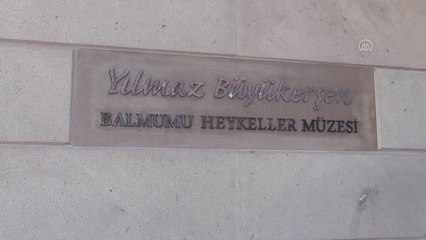 Yılmaz Büyükerşen
BALMUMU HEYKELLER MÜZESİ